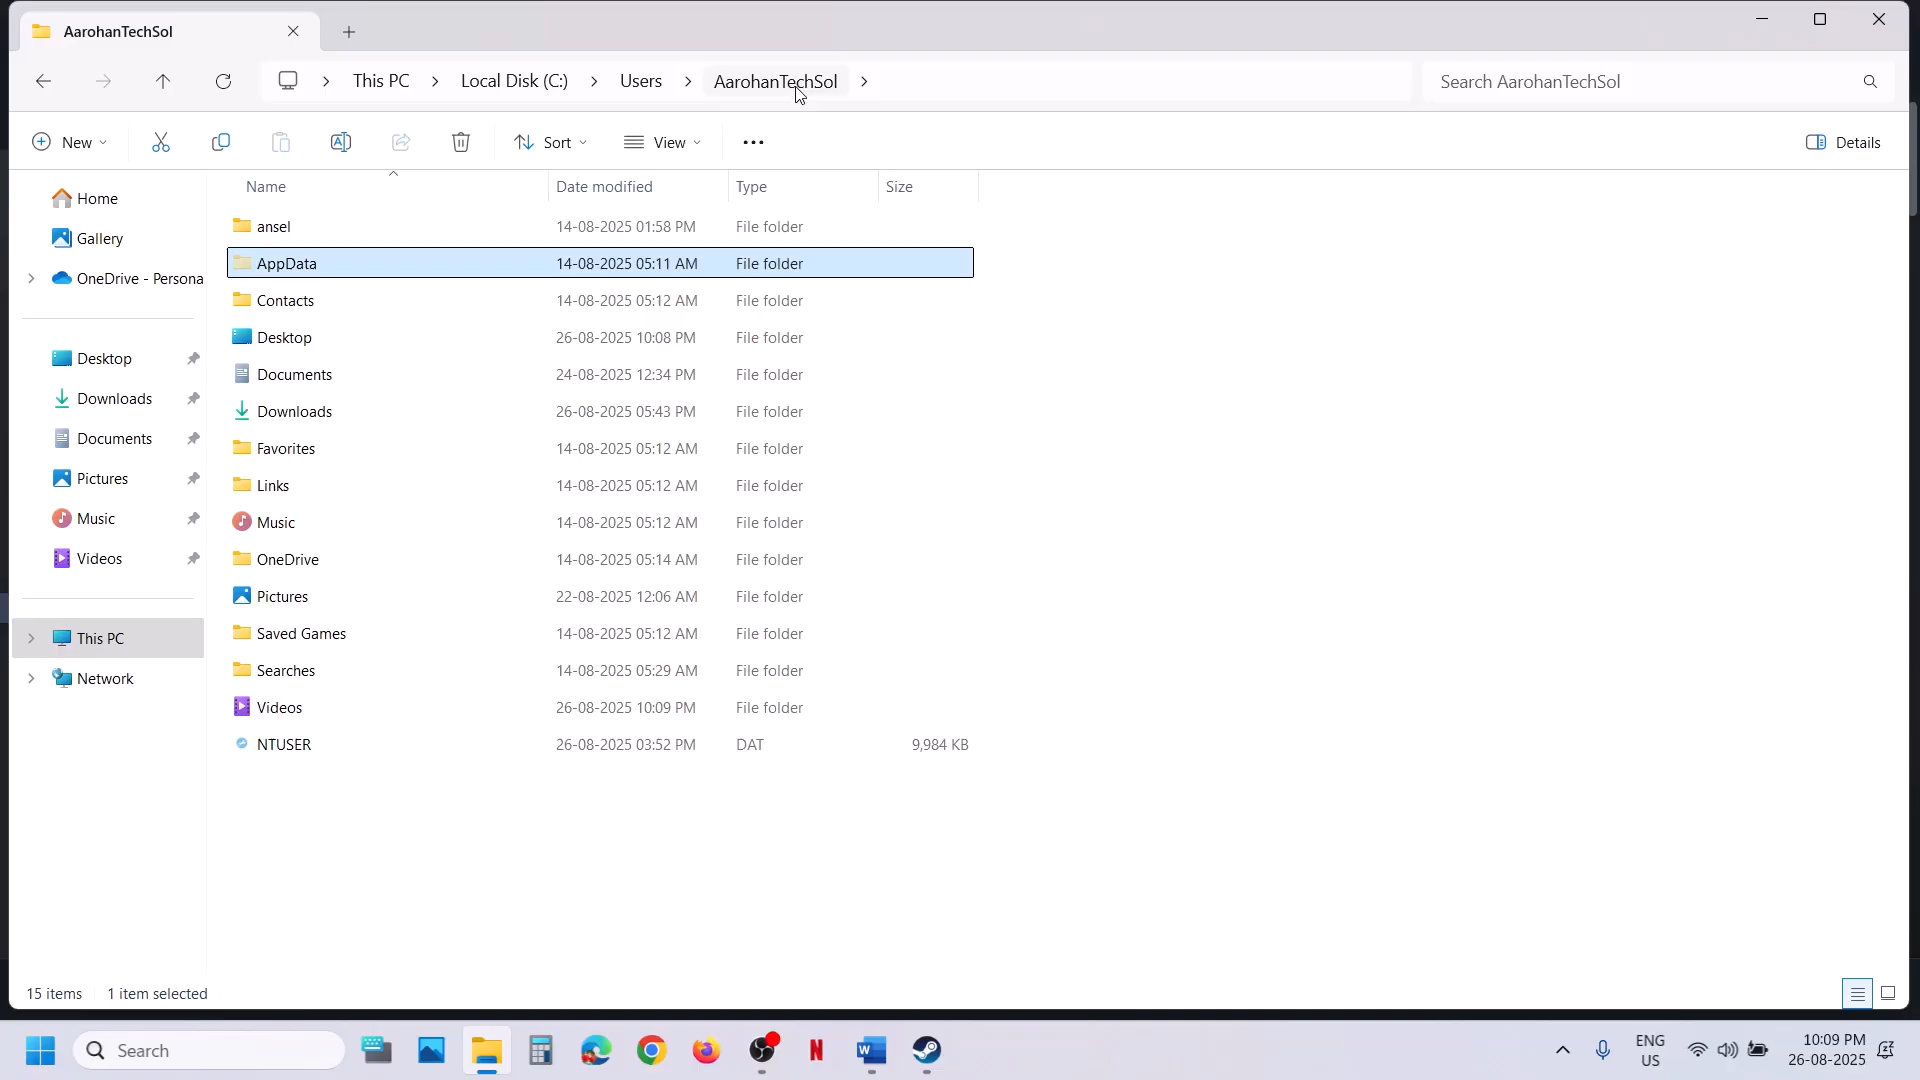 AarohanTechSol
This PC
Local Disk (C:)
Users
AarohanTechSol
Search AarohanTechSol
New
Sort
View
Details
Name
Date modified
Type
Size
Home
Gallery
OneDrive - Persona
Desktop
Downloads
Documents
Pictures
Music
Videos
This PC
Network
ansel 14-08-2025 01:58 PM File folder
AppData 14-08-2025 05:11 AM File folder
Contacts 14-08-2025 05:12 AM File folder
Desktop 26-08-2025 10:08 PM File folder
Documents 24-08-2025 12:34 PM File folder
Downloads 26-08-2025 05:43 PM File folder
Favorites 14-08-2025 05:12 AM File folder
Links 14-08-2025 05:12 AM File folder
Music 14-08-2025 05:12 AM File folder
OneDrive 14-08-2025 05:14 AM File folder
Pictures 22-08-2025 12:06 AM File folder
Saved Games 14-08-2025 05:12 AM File folder
Searches 14-08-2025 05:29 AM File folder
Videos 26-08-2025 10:09 PM File folder
NTUSER 26-08-2025 03:52 PM DAT 9,984 KB
15 items 1 item selected
Search
ENG
US
10:09 PM
26-08-2025